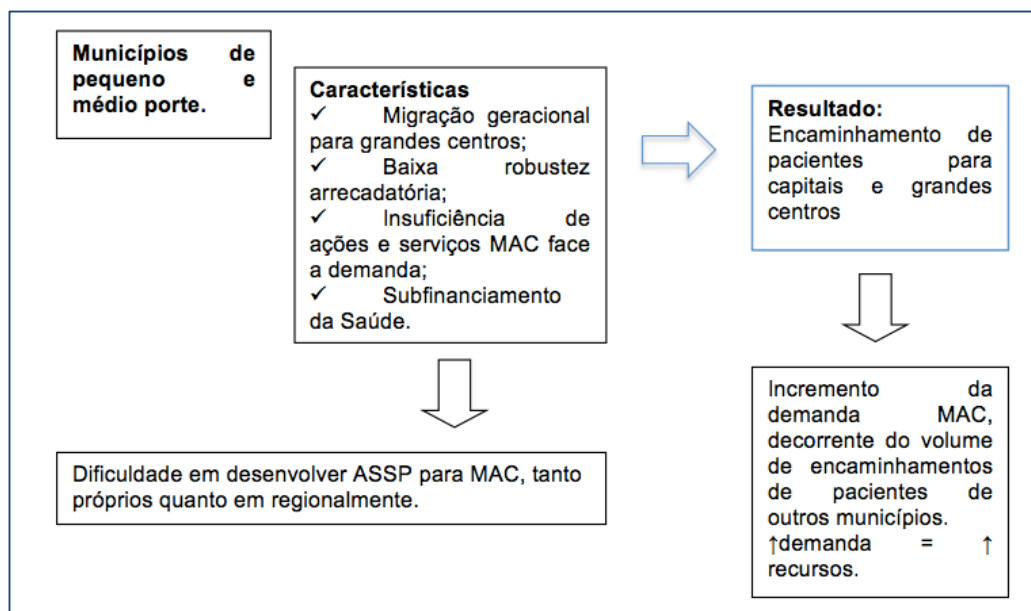 Municípios de
pequeno e
médio porte.
Características
✓ Migração geracional
para grandes centros;
✓ Baixa robustez
arrecadatória;
✓ Insuficiência de
ações e serviços MAC face
a demanda;
✓ Subfinanciamento
da Saúde.
Resultado:
Encaminhamento de
pacientes para
capitais e grandes
centros
Dificuldade em desenvolver ASSP para MAC, tanto
próprios quanto em regionalmente.
Incremento da
demanda MAC,
decorrente do volume
de encaminhamentos
de pacientes de
outros municípios.
↑demanda = ↑
recursos.